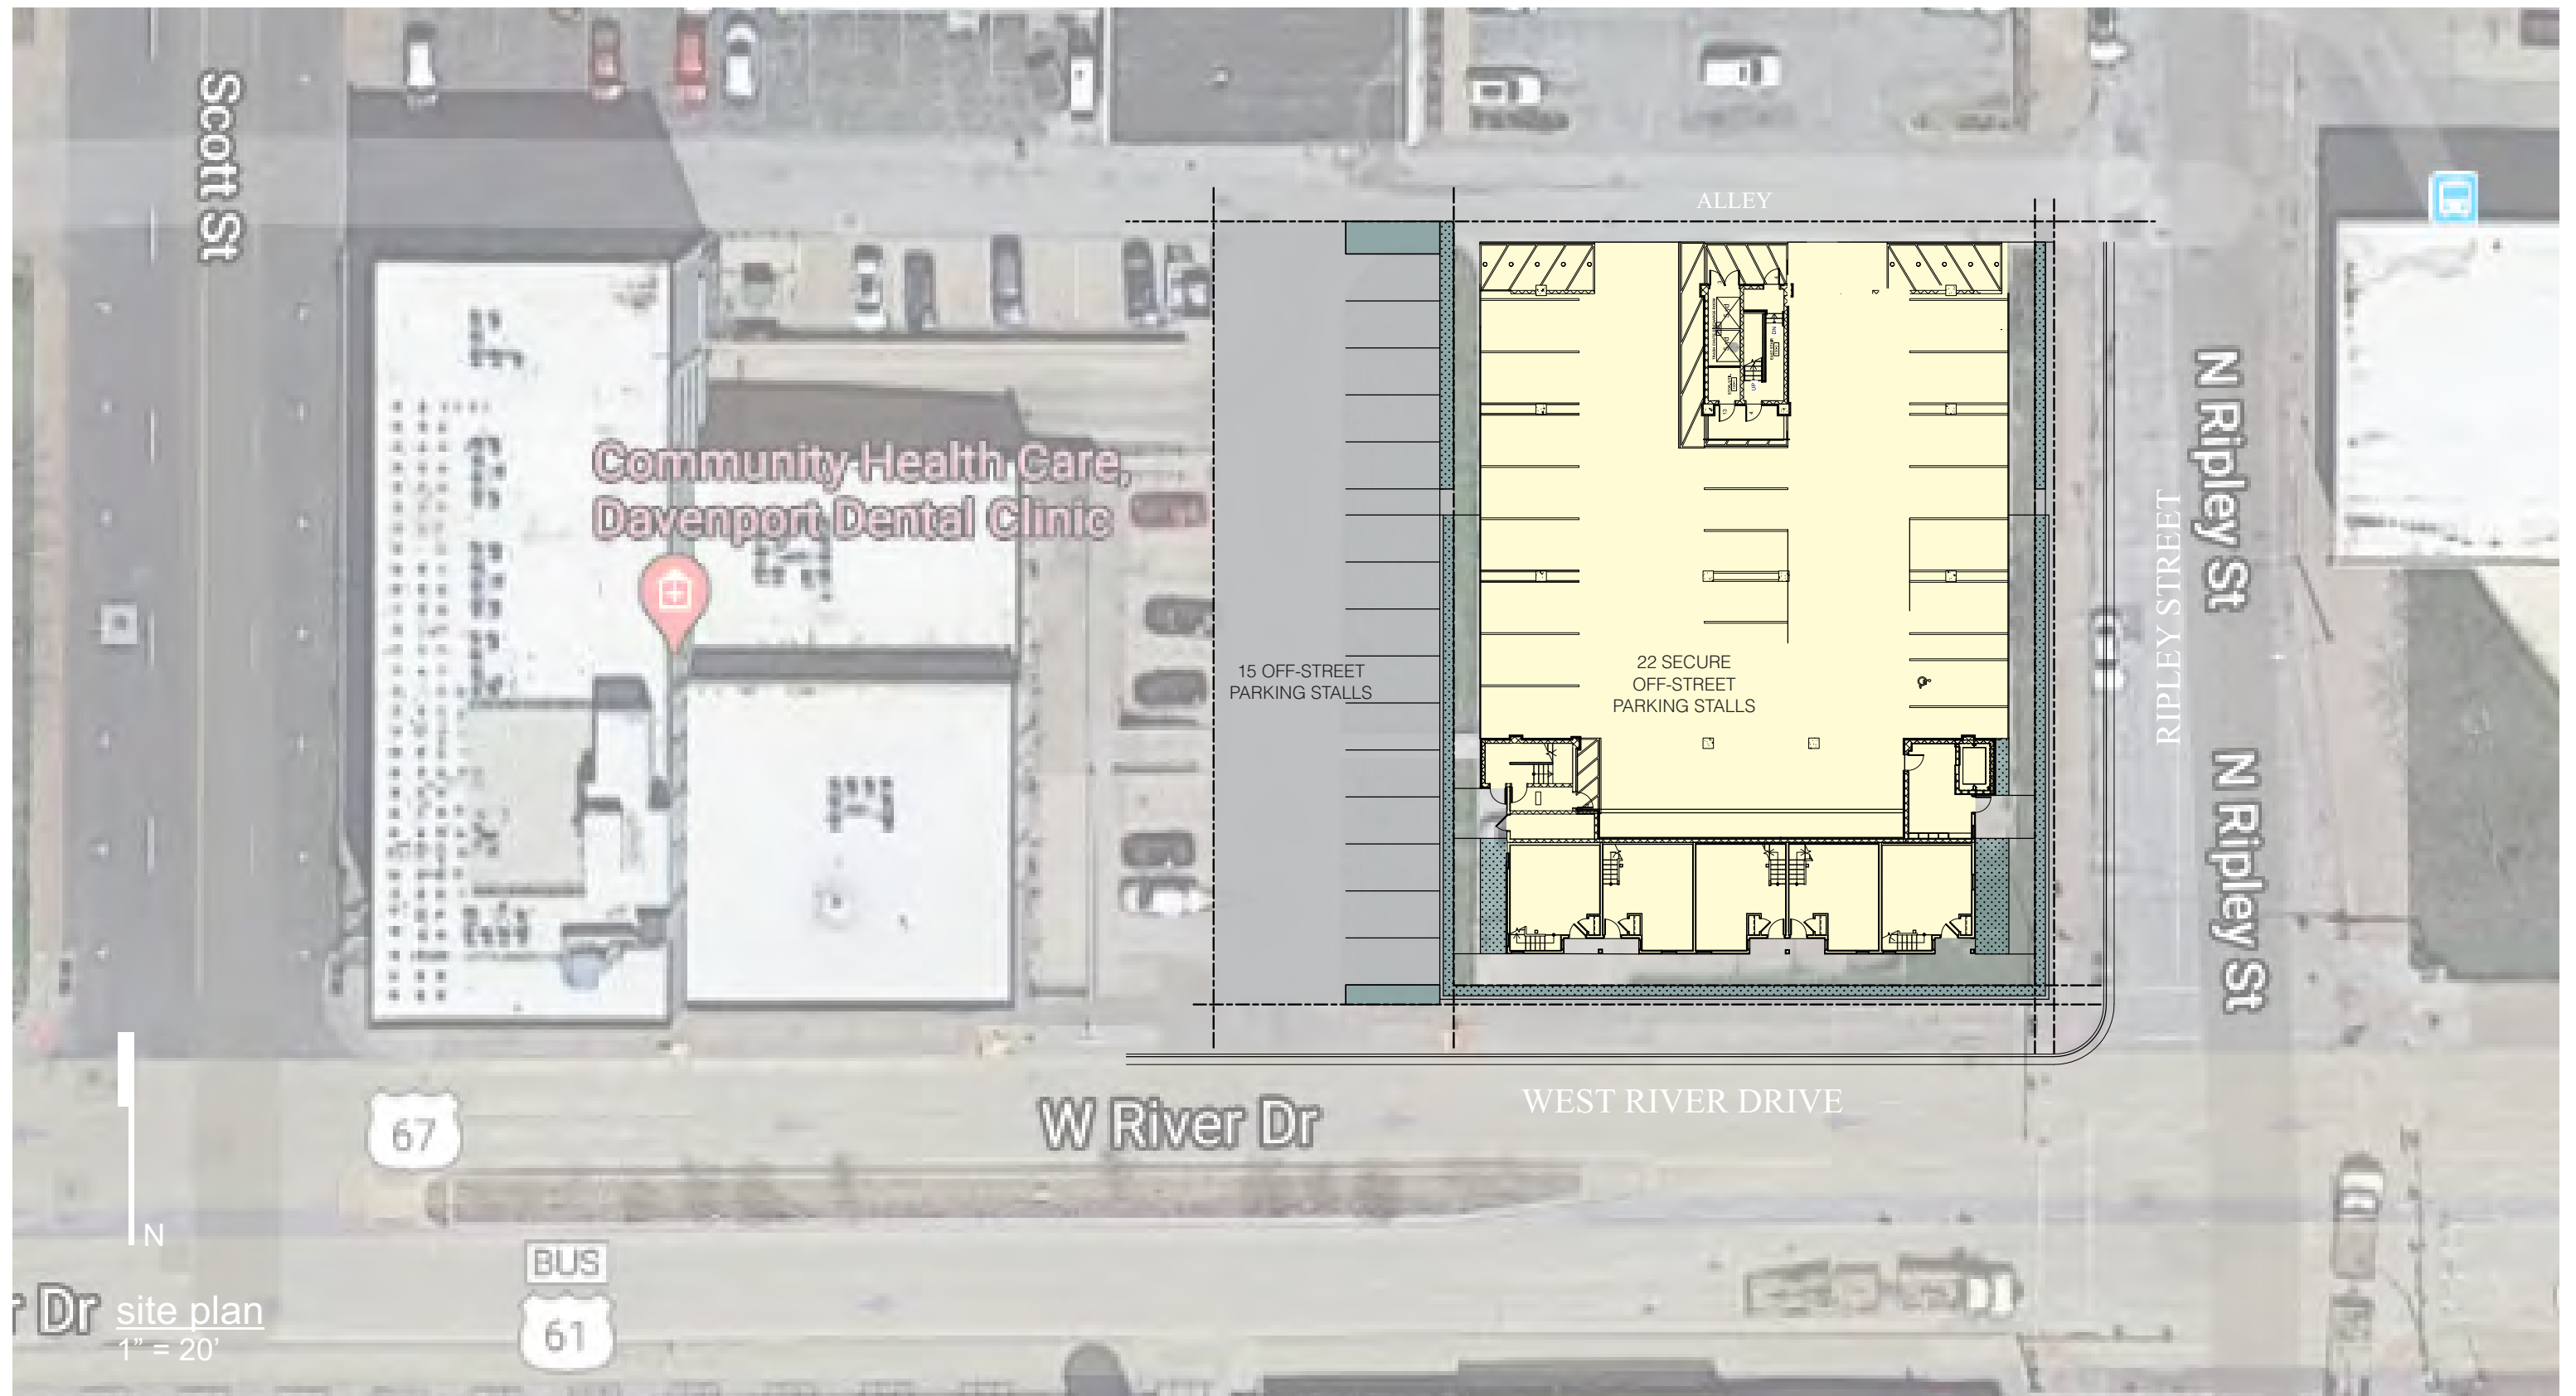 Scott St
ALLEY
N Ripley St
Community Health Care,
Davenport Dental Clinic
RIPLEY STREET
15 OFF-STREET
PARKING STALLS
22 SECURE
OFF-STREET
PARKING STALLS
UP
DN
N Ripley St
WEST RIVER DRIVE
W River Dr
67
N
BUS
61
r Dr
site plan
1" = 20'